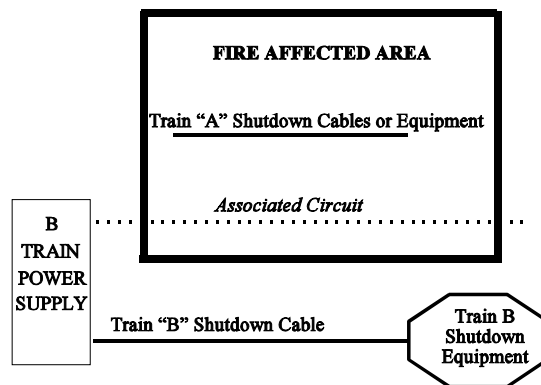 FIRE AFFECTED AREA
Train “A” Shutdown Cables or Equipment
Associated Circuit
B
TRAIN
POWER
SUPPLY
Train “B” Shutdown Cable
Train B
Shutdown
Equipment